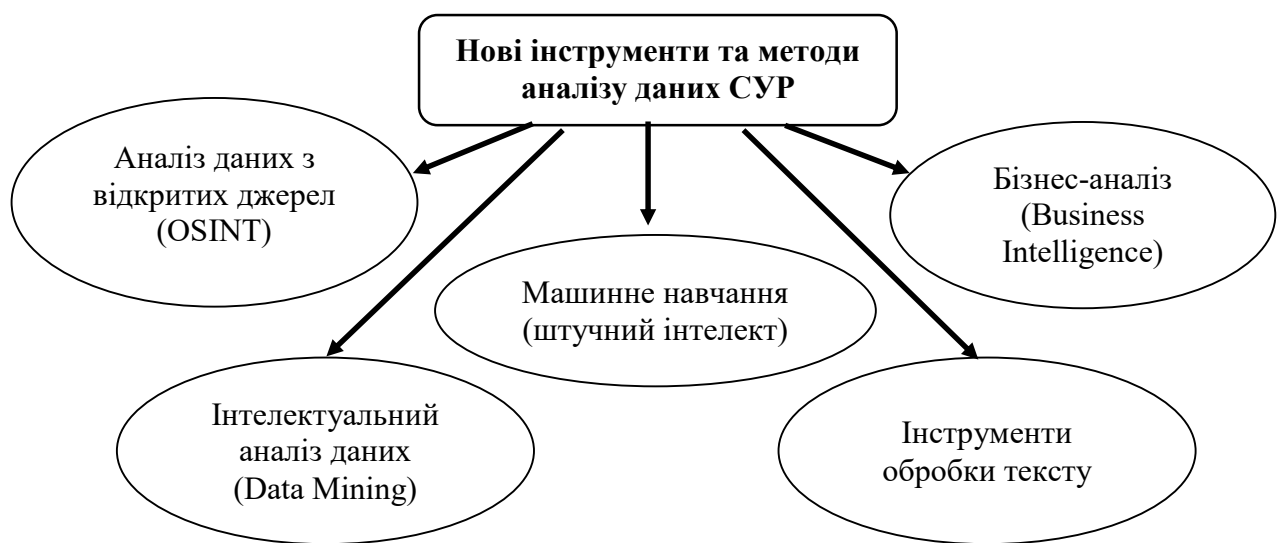 Нові інструменти та методи
аналізу даних СУР
Аналіз даних з
відкритих джерел
(OSINT)
Бізнес-аналіз
(Business
Intelligence)
Машинне навчання
(штучний інтелект)
Інтелектуальний
аналіз даних
(Data Mining)
Інструменти
обробки тексту